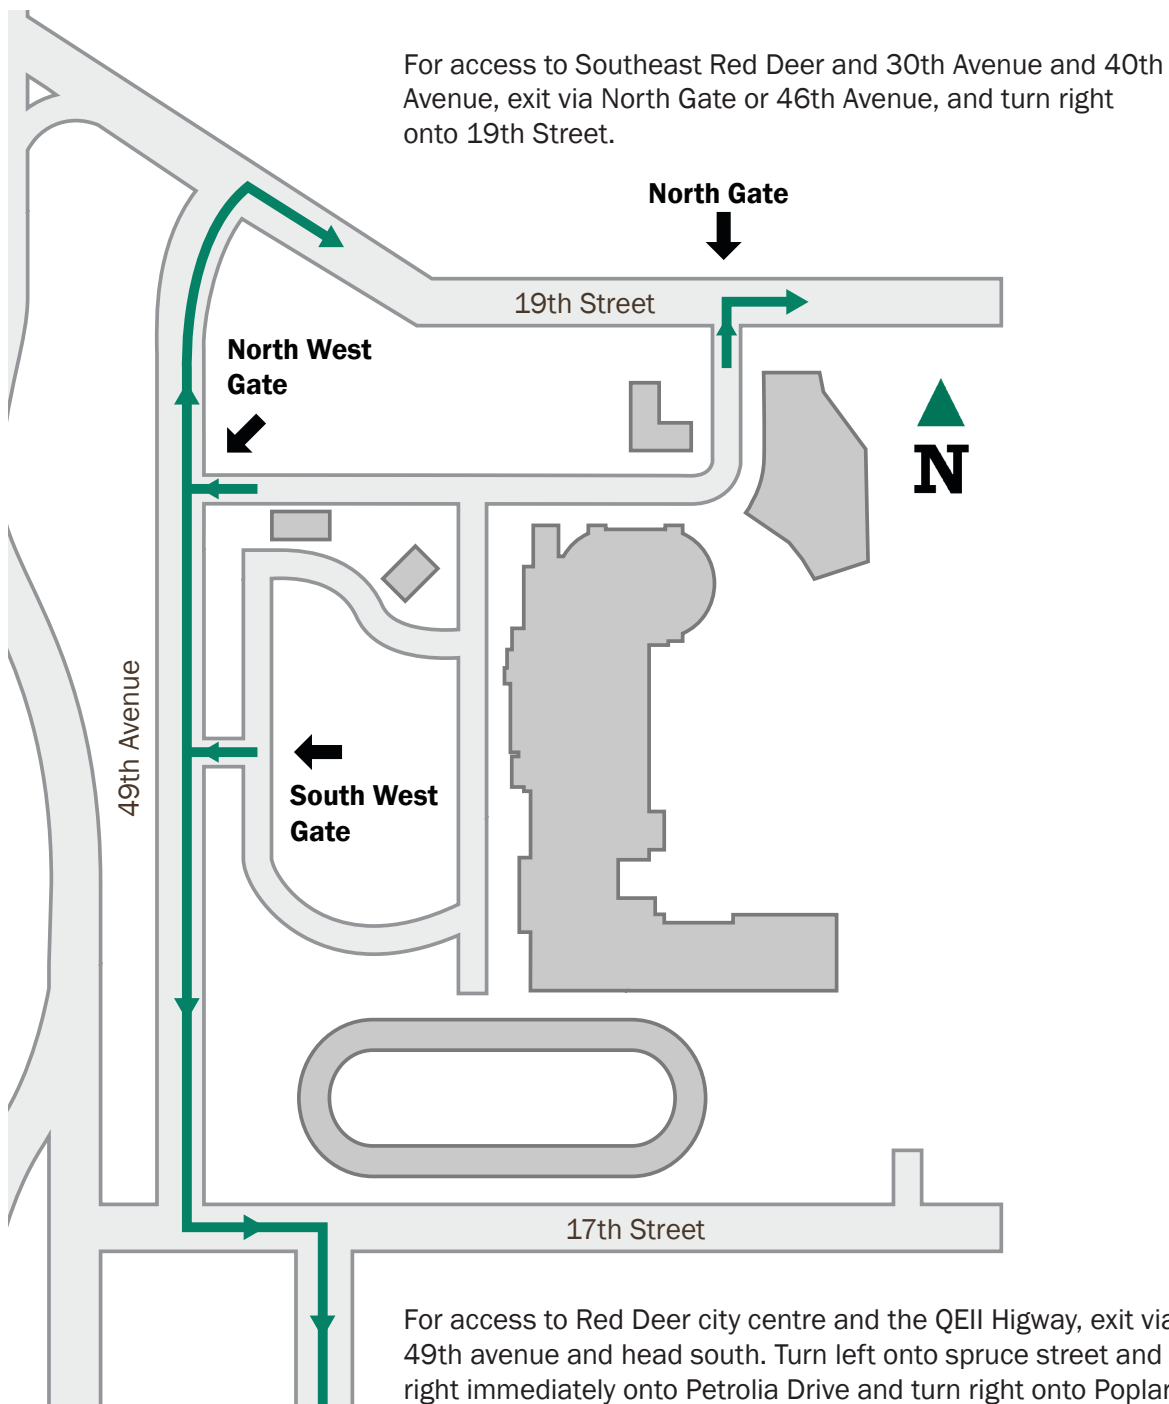 For access to Southeast Red Deer and 30th Avenue and 40th
Avenue, exit via North Gate or 46th Avenue, and turn right
onto 19th Street.
North Gate
19th Street
North West
Gate
N
49th Avenue
South West
Gate
17th Street
For access to Red Deer city centre and the QEII Higway, exit via
49th avenue and head south. Turn left onto spruce street and
right immediately onto Petrolia Drive and turn right onto Poplar